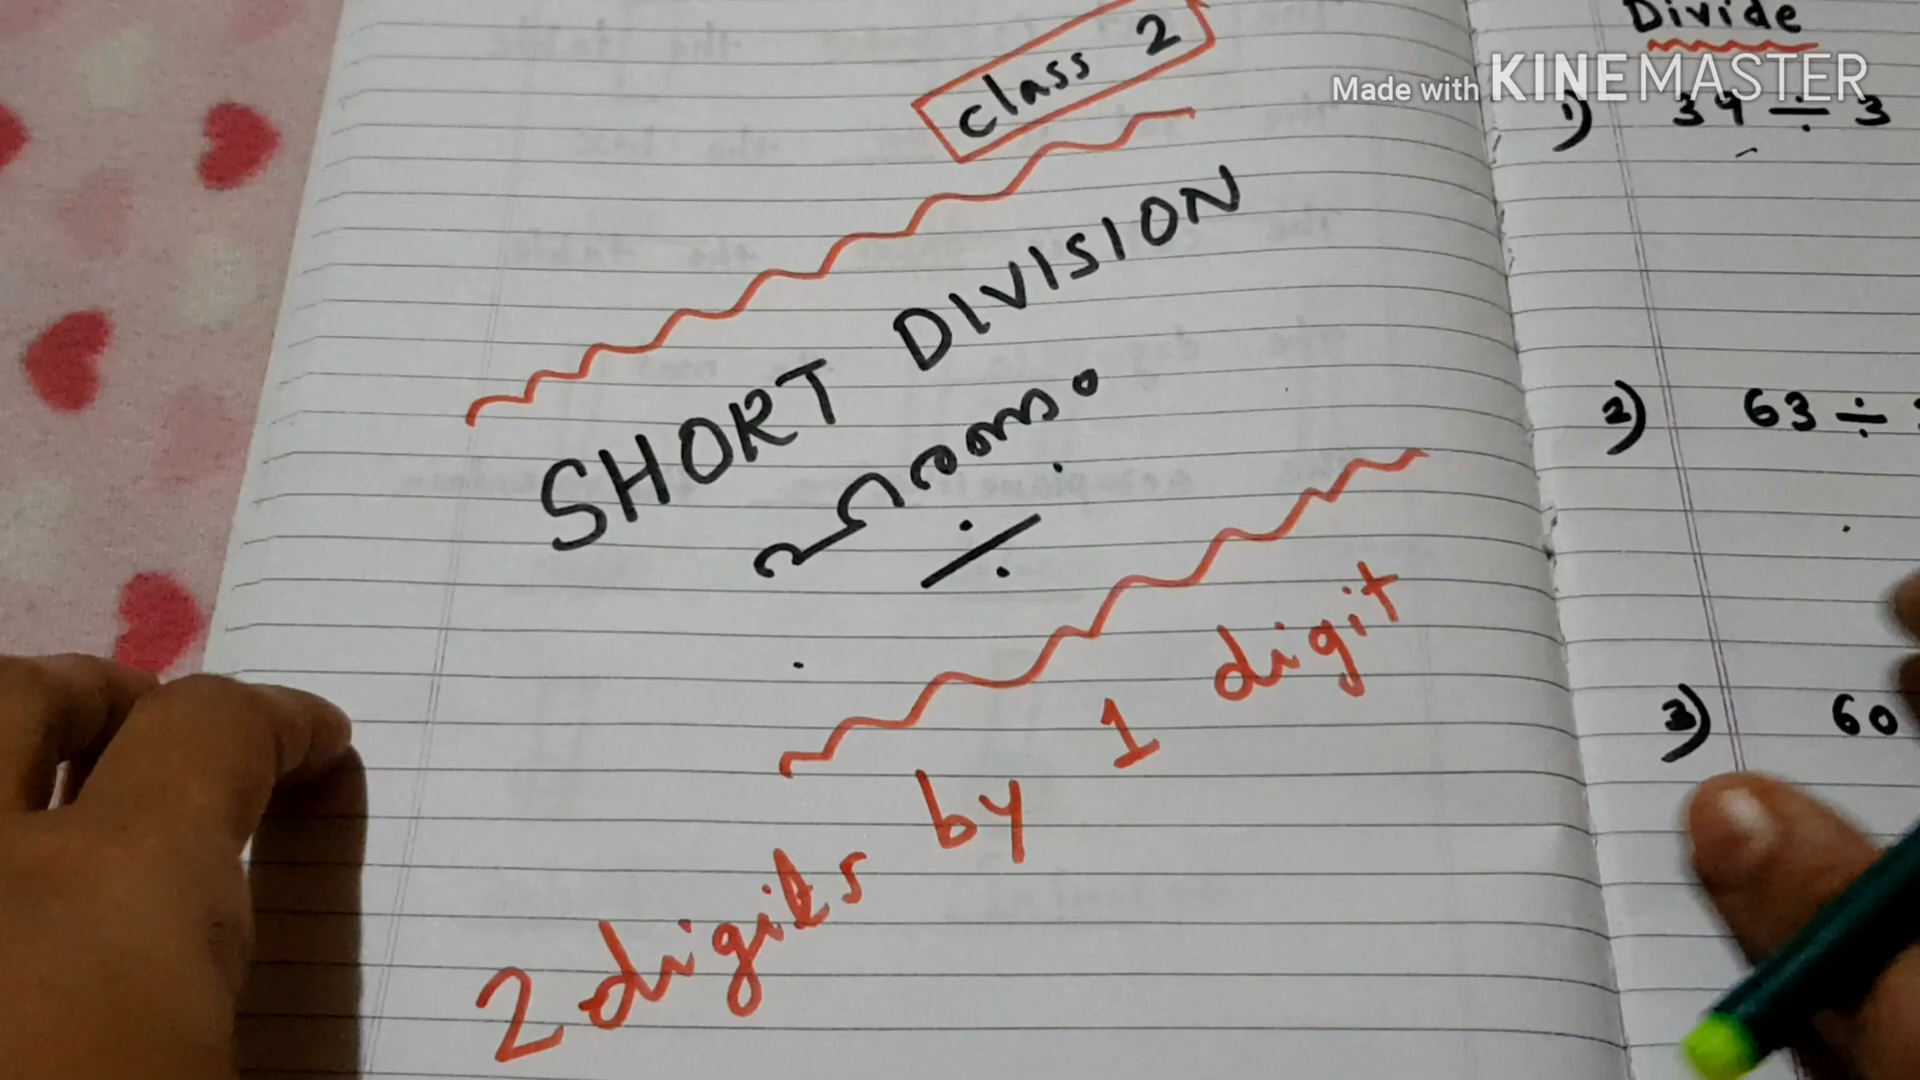 class 2
SHORT DIVISION
ഹരണം
÷
2 digits by 1 digit
Divide
Made with KINEMASTER
1) 39 ÷ 3
2) 63 ÷
3) 60